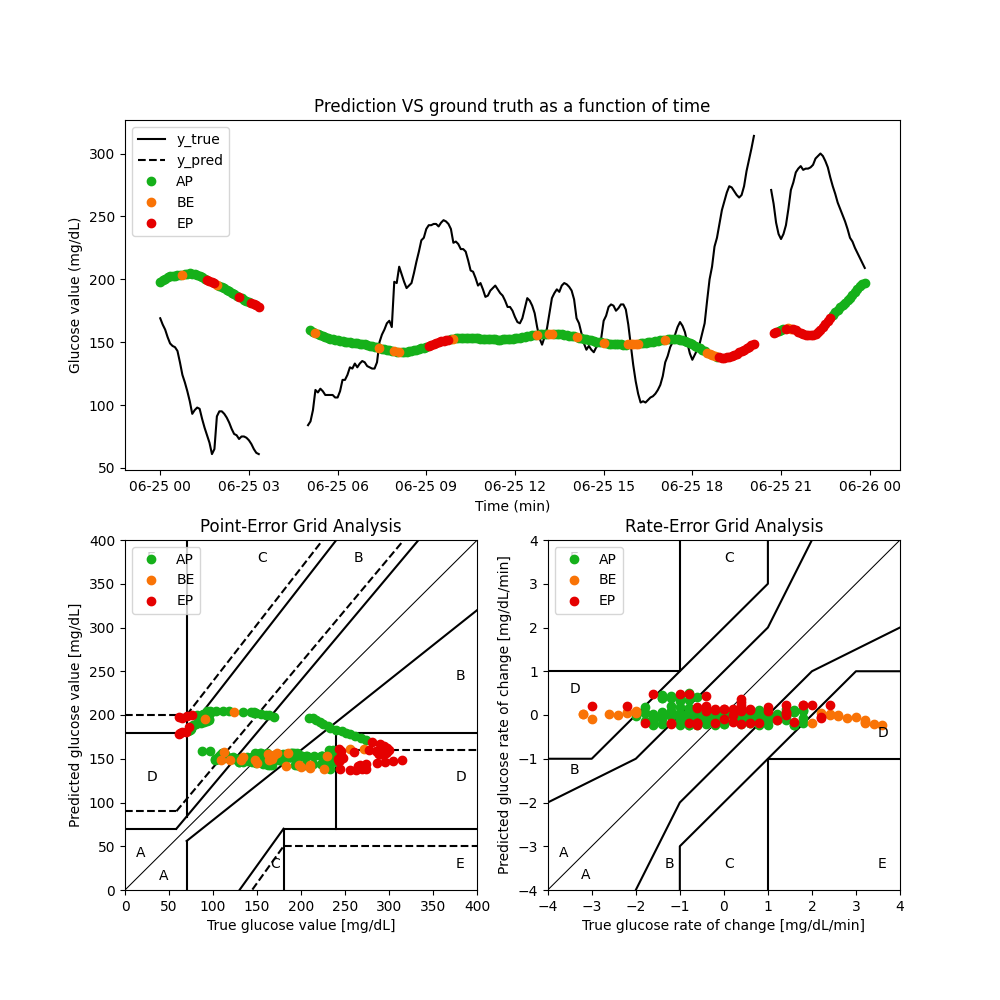 Prediction VS ground truth as a function of time
Glucose value (mg/dL)
300
250
200
150
100
50
y_true
y_pred
AP
BE
EP
06-25 00 06-25 03 06-25 06 06-25 09 06-25 12 06-25 15 06-25 18 06-25 21 06-26 00
Time (min)
Point-Error Grid Analysis
Predicted glucose value [mg/dL]
400
350
300
250
200
150
100
50
0
AP
BE
EP
C
B
B
D
D
A
A
C
E
0 50 100 150 200 250 300 350 400
True glucose value [mg/dL]
Rate-Error Grid Analysis
Predicted glucose rate of change [mg/dL/min]
4
3
2
1
0
−1
−2
−3
−4
AP
BE
EP
C
D
D
B
A
A
B
C
E
−4 −3 −2 −1 0 1 2 3 4
True glucose rate of change [mg/dL/min]